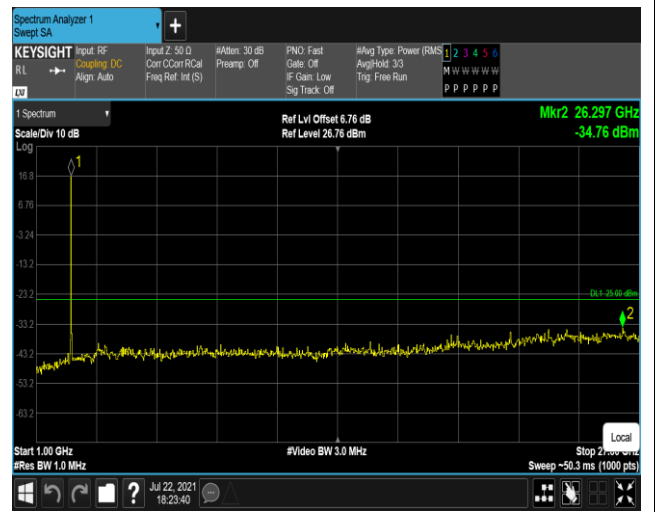 Spectrum Analyzer 1
Swept SA
KEYSIGHT Input: RF Input Z: 50 Ω #Atten: 30 dB PNO: Fast #Avg Type: Power (RMS 1 2 3 4 5 6
RL Coupling: DC Corr CCorr RCal Preamp: Off Gate: Off Avg|Hold: 3/3 M W W W W W
Align: Auto Freq Ref: Int (S) IF Gain: Low Trig: Free Run
Sig Track: Off P P P P P P
LXI
1 Spectrum Ref Lvl Offset 6.76 dB Mkr2 26.297 GHz
Scale/Div 10 dB Ref Level 26.76 dBm -34.76 dBm
Log
1
16.8
6.76
-3.24
-13.2
-23.2 DL1 -25.00 dBm
2
-33.2
-43.2
-53.2
-63.2
Local
Start 1.00 GHz #Video BW 3.0 MHz Stop 27.00 GHz
#Res BW 1.0 MHz Sweep ~50.3 ms (1000 pts)
? Jul 22, 2021
18:23:40